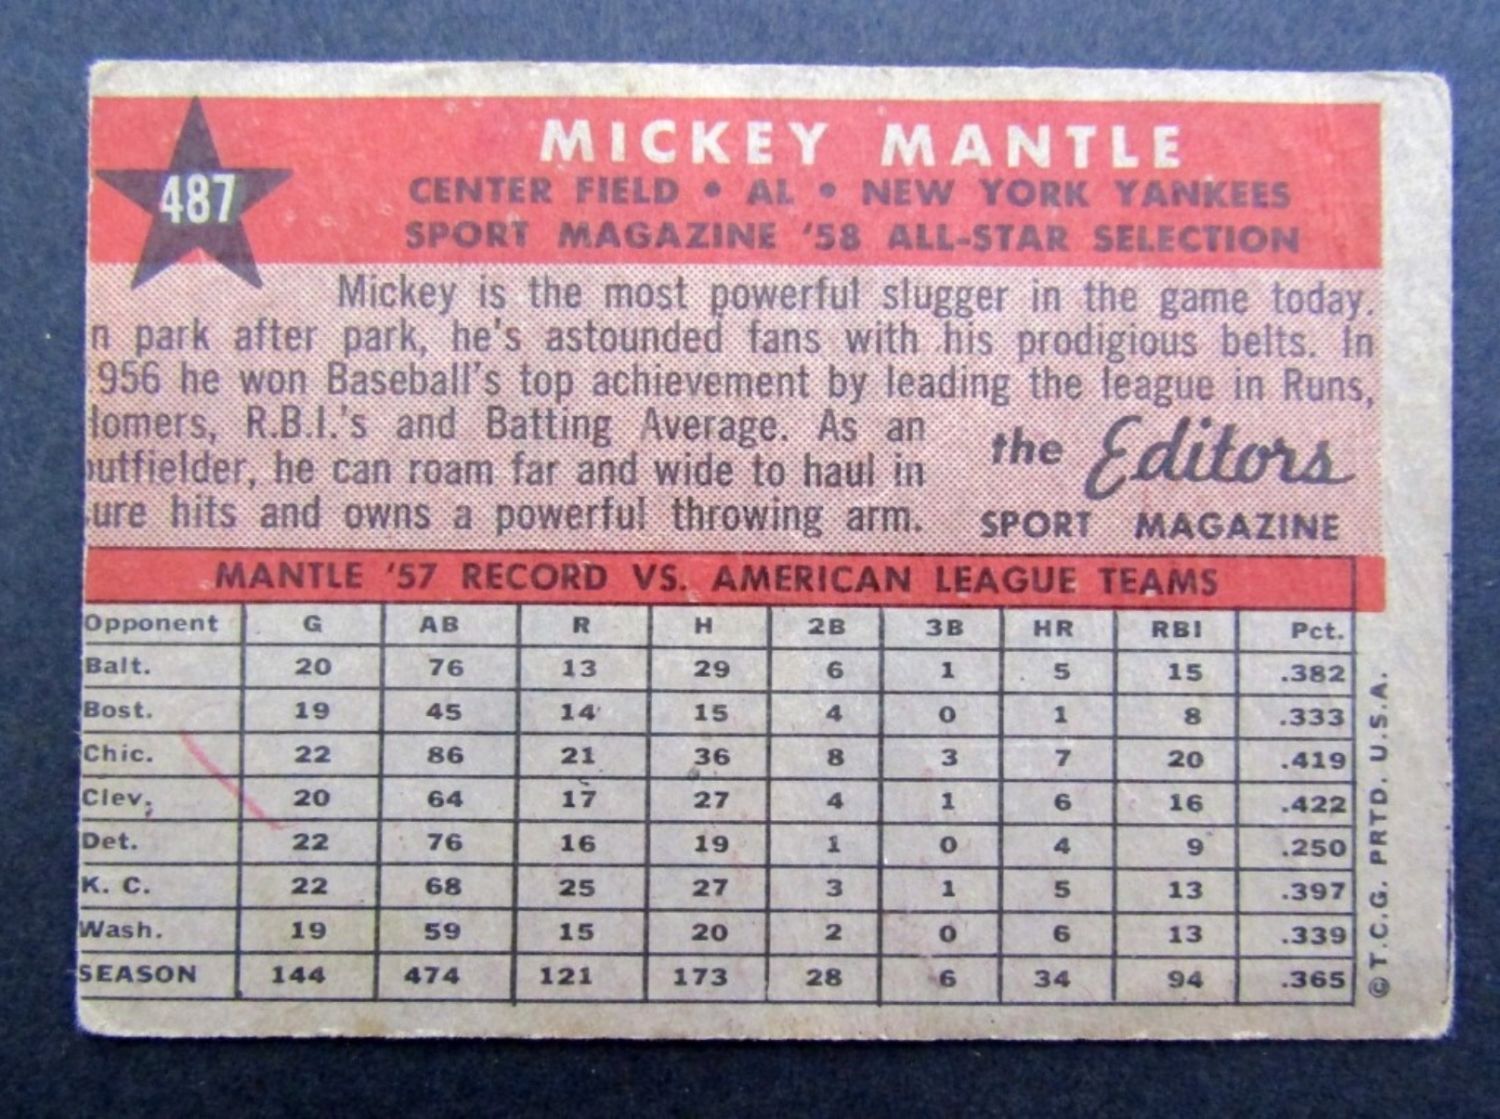 487
MICKEY MANTLE
CENTER FIELD • AL • NEW YORK YANKEES
SPORT MAGAZINE '58 ALL-STAR SELECTION
Mickey is the most powerful slugger in the game today.
n park after park, he's astounded fans with his prodigious belts. In
956 he won Baseball's top achievement by leading the league in Runs,
omers, R.B.I.'s and Batting Average. As an
utfielder, he can roam far and wide to haul in
ure hits and owns a powerful throwing arm.
the Editors
SPORT MAGAZINE
MANTLE '57 RECORD VS. AMERICAN LEAGUE TEAMS
Opponent G AB R H 2B 3B HR RBI Pct.
Balt. 20 76 13 29 6 1 5 15 .382
Bost. 19 45 14 15 4 0 1 8 .333
Chic. 22 86 21 36 8 3 7 20 .419
Clev. 20 64 17 27 4 1 6 16 .422
Det. 22 76 16 19 1 0 4 9 .250
K. C. 22 68 25 27 3 1 5 13 .397
Wash. 19 59 15 20 2 0 6 13 .339
SEASON 144 474 121 173 28 6 34 94 .365
© T.C.G. PRTD. U.S.A.